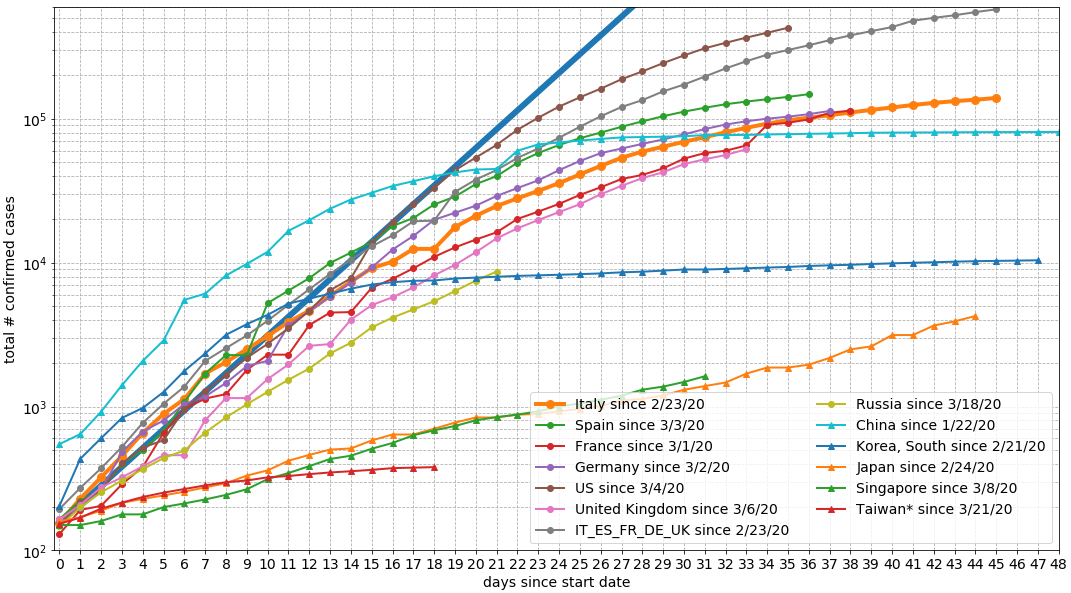 total # confirmed cases
10^5
10^4
10^3
10^2
Italy since 2/23/20
Spain since 3/3/20
France since 3/1/20
Germany since 3/2/20
US since 3/4/20
United Kingdom since 3/6/20
IT_ES_FR_DE_UK since 2/23/20
Russia since 3/18/20
China since 1/22/20
Korea, South since 2/21/20
Japan since 2/24/20
Singapore since 3/8/20
Taiwan* since 3/21/20
0 1 2 3 4 5 6 7 8 9 10 11 12 13 14 15 16 17 18 19 20 21 22 23 24 25 26 27 28 29 30 31 32 33 34 35 36 37 38 39 40 41 42 43 44 45 46 47 48
days since start date